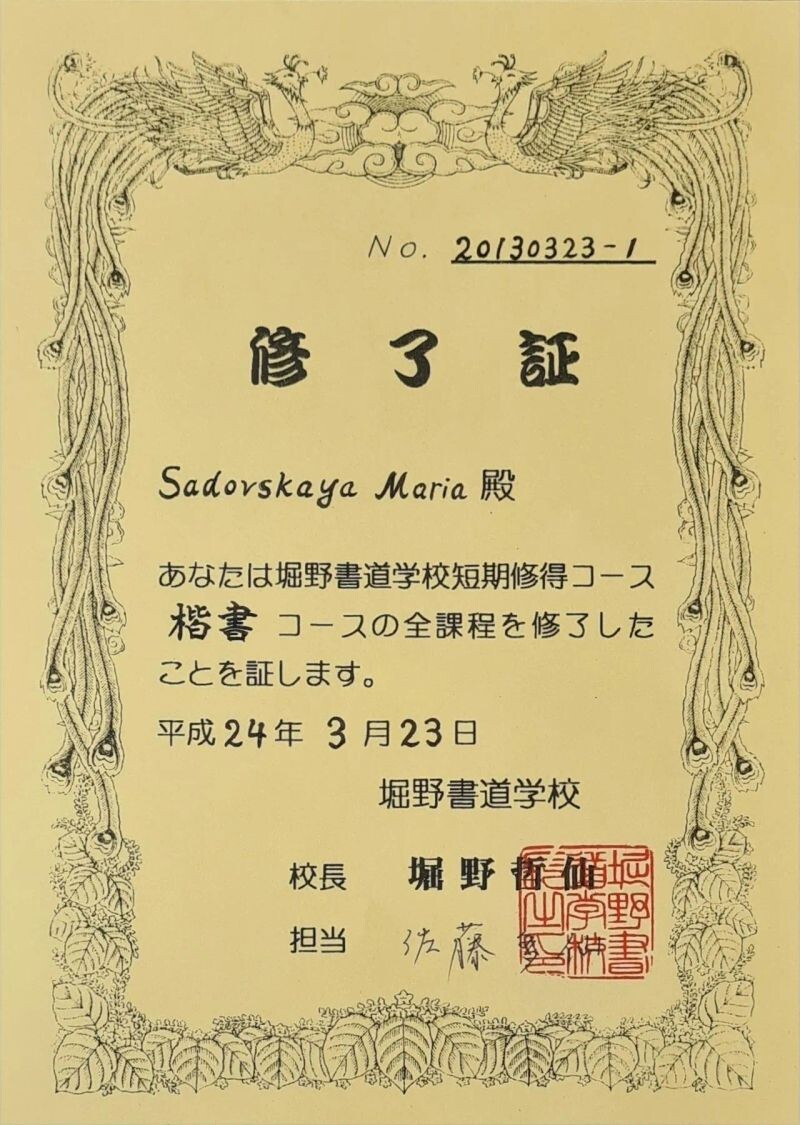 No. 20130323-1
修了証
Sadovskaya Maria 殿
あなたは堀野書道学校短期修得コース
楷書 コースの全課程を修了した
ことを証します。
平成24年 3月23日
堀野書道学校
校長 堀野哲仙
担当 佐藤